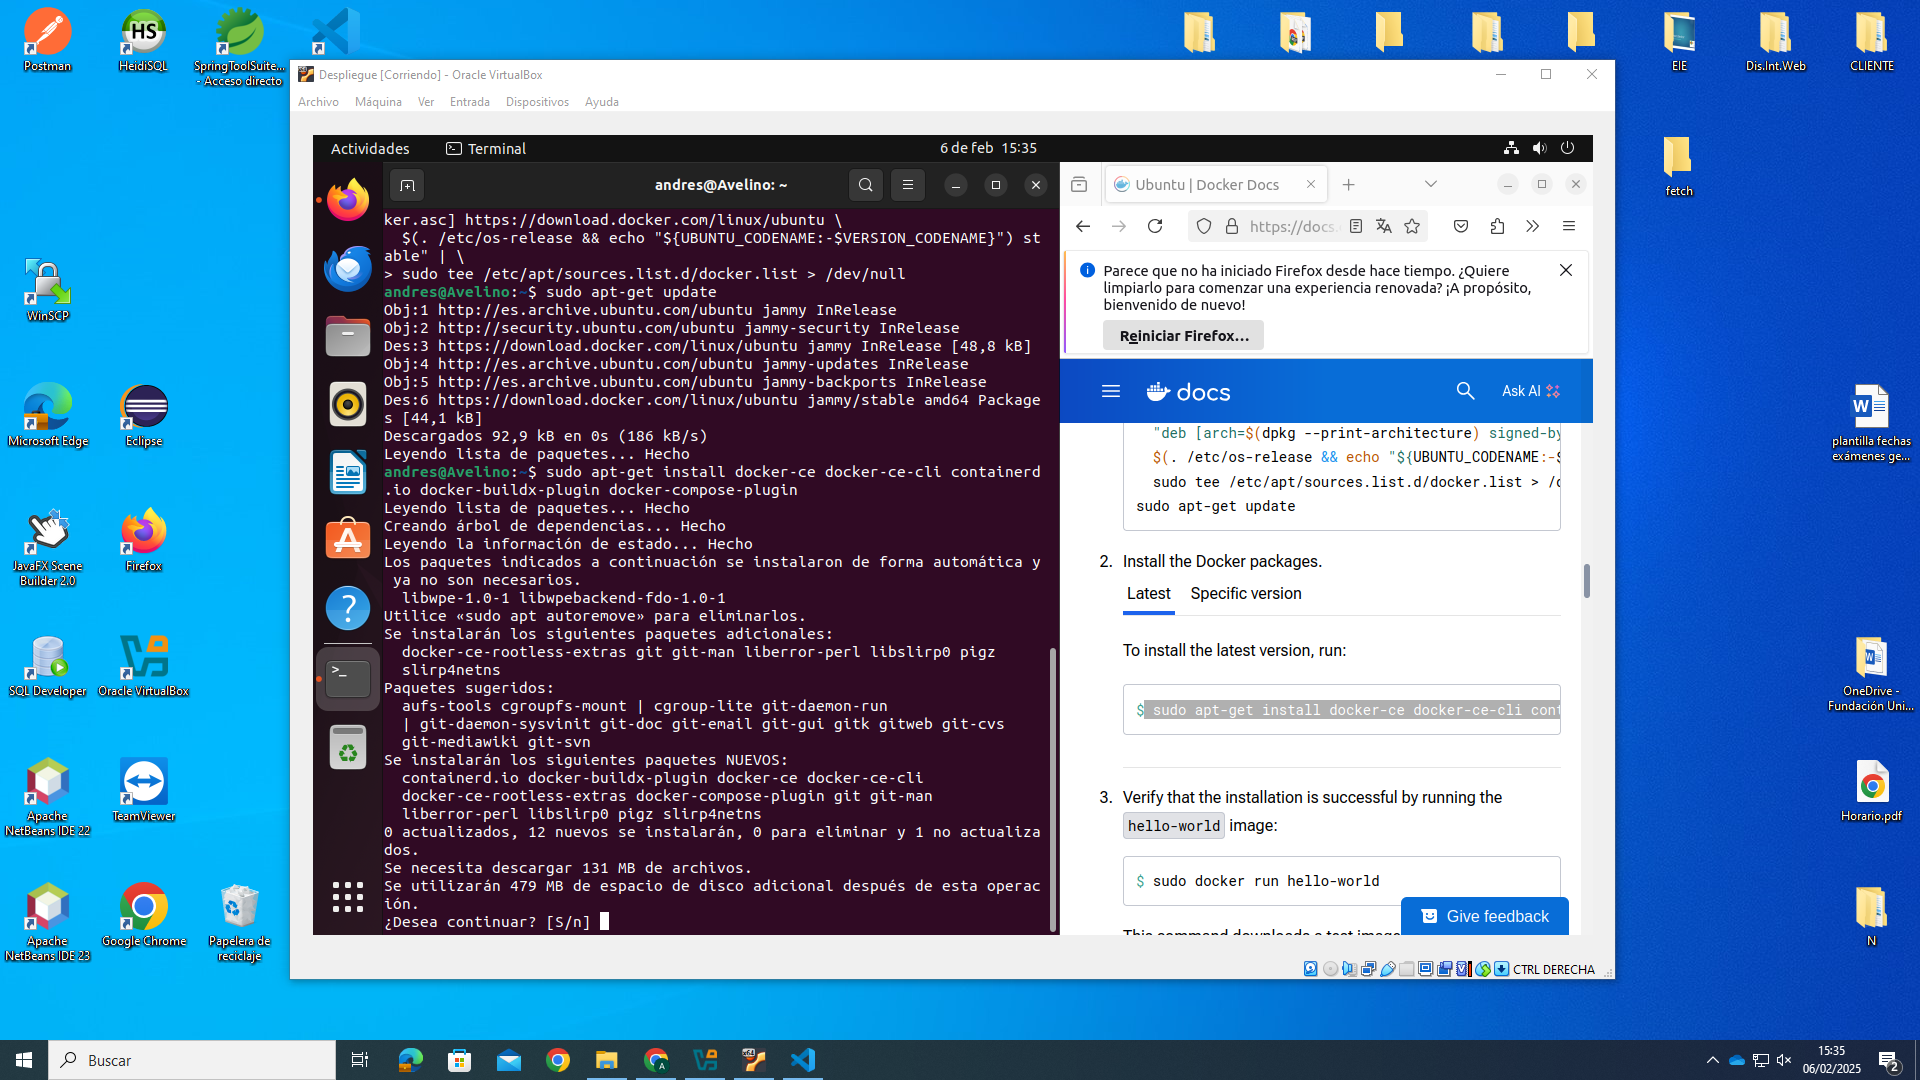 Postman
HeidiSQL
SpringToolSuite...
- Acceso directo
EIE
Dis.Int.Web
CLIENTE
fetch
WinSCP
Microsoft Edge
Eclipse
JavaFX Scene
Builder 2.0
Firefox
SQL Developer
Oracle VirtualBox
Apache
NetBeans IDE 22
TeamViewer
Apache
NetBeans IDE 23
Google Chrome
Papelera de
reciclaje
plantilla fechas
exámenes ge...
OneDrive -
Fundación Uni...
Horario.pdf
N
Despliegue [Corriendo] - Oracle VirtualBox
Archivo Máquina Ver Entrada Dispositivos Ayuda
Actividades Terminal 6 de feb 15:35
andres@Avelino: ~
ker.asc] https://download.docker.com/linux/ubuntu \
$(. /etc/os-release && echo "${UBUNTU_CODENAME:-$VERSION_CODENAME}") st
able" | \
> sudo tee /etc/apt/sources.list.d/docker.list > /dev/null
andres@Avelino:~$ sudo apt-get update
Obj:1 http://es.archive.ubuntu.com/ubuntu jammy InRelease
Obj:2 http://security.ubuntu.com/ubuntu jammy-security InRelease
Des:3 https://download.docker.com/linux/ubuntu jammy InRelease [48,8 kB]
Obj:4 http://es.archive.ubuntu.com/ubuntu jammy-updates InRelease
Obj:5 http://es.archive.ubuntu.com/ubuntu jammy-backports InRelease
Des:6 https://download.docker.com/linux/ubuntu jammy/stable amd64 Package
s [44,1 kB]
Descargados 92,9 kB en 0s (186 kB/s)
Leyendo lista de paquetes... Hecho
andres@Avelino:~$ sudo apt-get install docker-ce docker-ce-cli containerd
.io docker-buildx-plugin docker-compose-plugin
Leyendo lista de paquetes... Hecho
Creando árbol de dependencias... Hecho
Leyendo la información de estado... Hecho
Los paquetes indicados a continuación se instalaron de forma automática y
ya no son necesarios.
libwpe-1.0-1 libwpebackend-fdo-1.0-1
Utilice «sudo apt autoremove» para eliminarlos.
Se instalarán los siguientes paquetes adicionales:
docker-ce-rootless-extras git git-man liberror-perl libslirp0 pigz
slirp4netns
Paquetes sugeridos:
aufs-tools cgroupfs-mount | cgroup-lite git-daemon-run
| git-daemon-sysvinit git-doc git-email git-gui gitk gitweb git-cvs
git-mediawiki git-svn
Se instalarán los siguientes paquetes NUEVOS:
containerd.io docker-buildx-plugin docker-ce docker-ce-cli
docker-ce-rootless-extras docker-compose-plugin git git-man
liberror-perl libslirp0 pigz slirp4netns
0 actualizados, 12 nuevos se instalarán, 0 para eliminar y 1 no actualiza
dos.
Se necesita descargar 131 MB de archivos.
Se utilizarán 479 MB de espacio de disco adicional después de esta operac
ión.
¿Desea continuar? [S/n]
Ubuntu | Docker Docs
https://docs.
Parece que no ha iniciado Firefox desde hace tiempo. ¿Quiere
limpiarlo para comenzar una experiencia renovada? ¡A propósito,
bienvenido de nuevo!
Reiniciar Firefox...
docs
Ask AI
"deb [arch=$(dpkg --print-architecture) signed-by
$(. /etc/os-release && echo "${UBUNTU_CODENAME:-$
sudo tee /etc/apt/sources.list.d/docker.list > /d
sudo apt-get update
2. Install the Docker packages.
Latest Specific version
To install the latest version, run:
$ sudo apt-get install docker-ce docker-ce-cli cont
3. Verify that the installation is successful by running the
hello-world image:
$ sudo docker run hello-world
Give feedback
This command downloads a test image
CTRL DERECHA
Buscar
15:35
06/02/2025
2